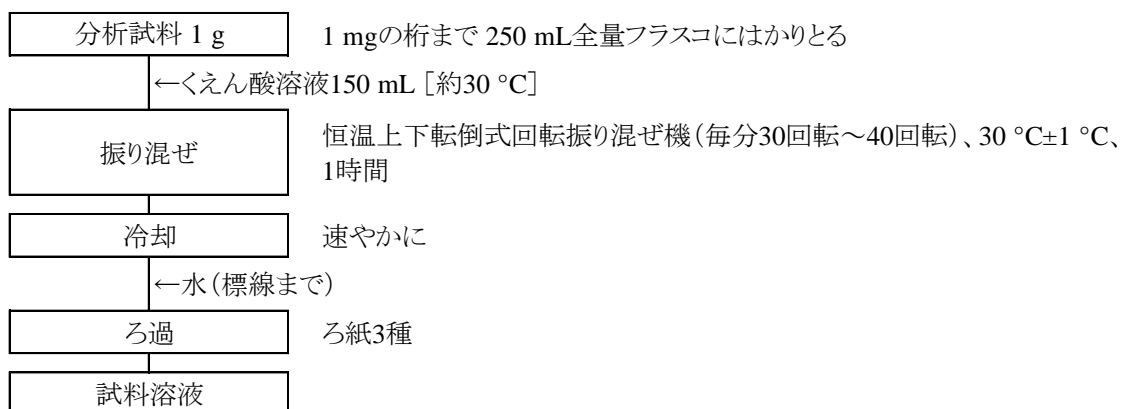 分析試料 1 g
1 mgの桁まで 250 mL全量フラスコにはかりとる
←くえん酸溶液150 mL [約30 °C]
振り混ぜ
恒温上下転倒式回転振り混ぜ機(毎分30回転~40回転)、30 °C±1 °C、
1時間
冷却
速やかに
←水(標線まで)
ろ過
ろ紙3種
試料溶液